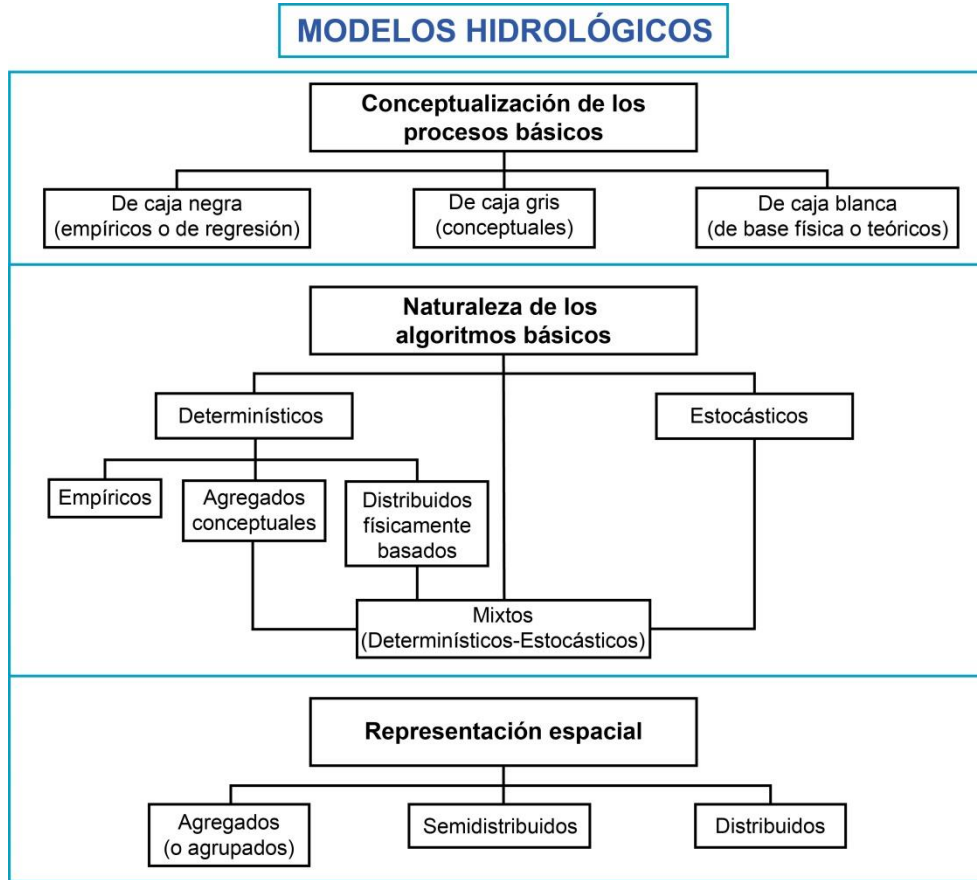 MODELOS HIDROLÓGICOS
Conceptualización de los
procesos básicos
De caja negra
(empíricos o de regresión)
De caja gris
(conceptuales)
De caja blanca
(de base física o teóricos)
Naturaleza de los
algoritmos básicos
Determinísticos
Estocásticos
Empíricos
Agregados
conceptuales
Distribuidos
físicamente
basados
Mixtos
(Determinísticos-Estocásticos)
Representación espacial
Agregados
(o agrupados)
Semidistribuidos
Distribuidos